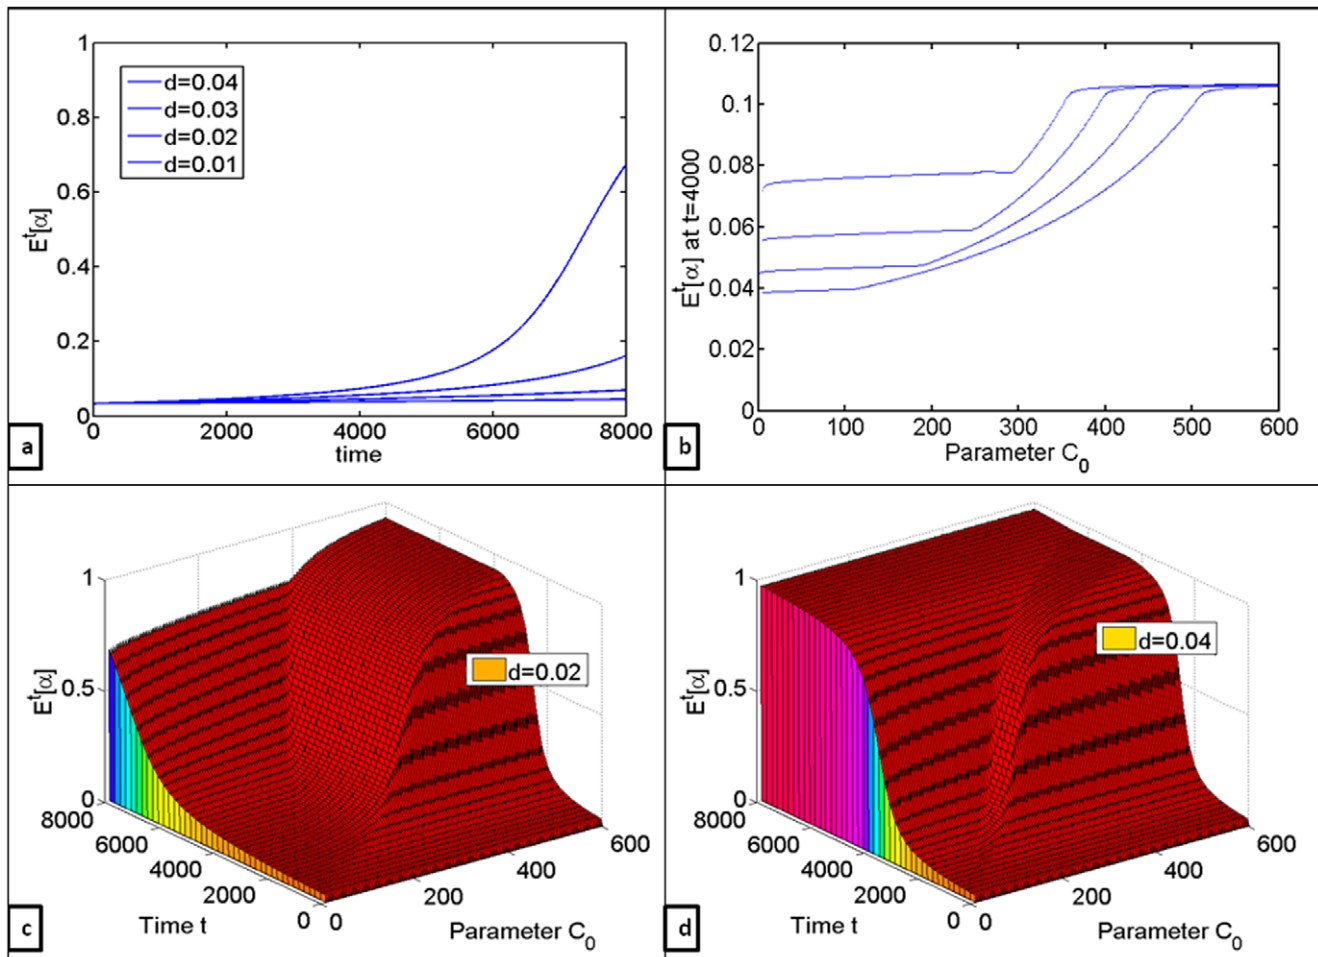 1
0.8
0.6
0.4
0.2
0
E^t[α]
d=0.04
d=0.03
d=0.02
d=0.01
0 2000 4000 6000 8000
time
a
0.12
0.1
0.08
0.06
0.04
0.02
0
E^t[α] at t=4000
0 100 200 300 400 500 600
Parameter C₀
b
1
0.5
0
E^t[α]
d=0.02
8000
6000
4000
2000
0
0
200
400
600
Time t
Parameter C₀
c
1
0.5
0
E^t[α]
d=0.04
8000
6000
4000
2000
0
0
200
400
600
Time t
Parameter C₀
d